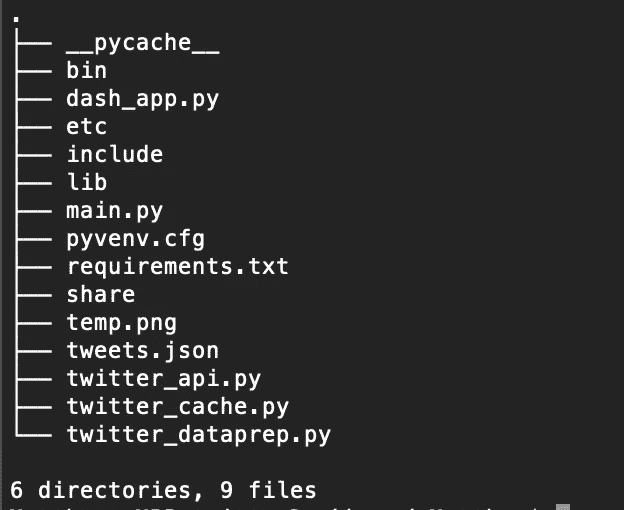 .
├── __pycache__
├── bin
├── dash_app.py
├── etc
├── include
├── lib
├── main.py
├── pyvenv.cfg
├── requirements.txt
├── share
├── temp.png
├── tweets.json
├── twitter_api.py
├── twitter_cache.py
└── twitter_dataprep.py
6 directories, 9 files